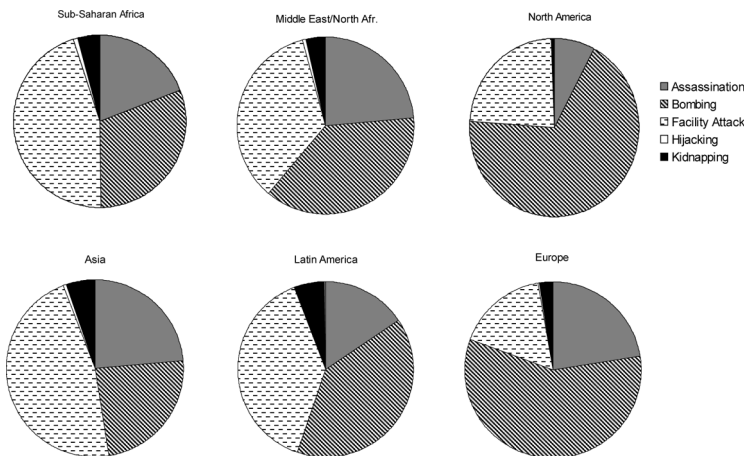 Sub-Saharan Africa
Middle East/North Afr.
North America
Assassination
Bombing
Facility Attack
Hijacking
Kidnapping
Asia
Latin America
Europe